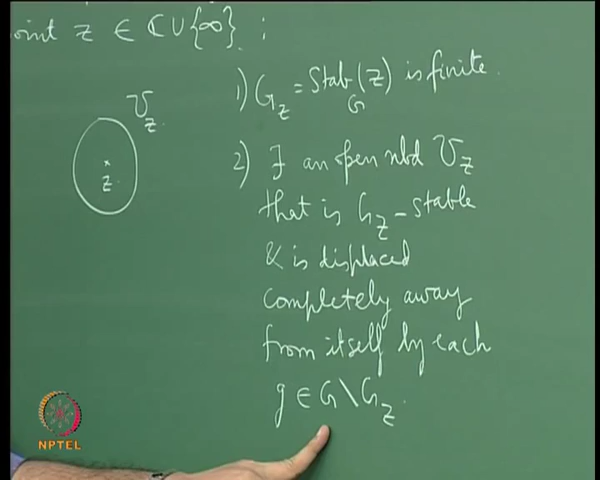 oint z ∈ ℂ ∪ {∞} :
1) G_z = Stab_G(z) is finite.
U_z
z
2) ∃ an open nbd U_z
that is G_z-stable
& is displaced
completely away
from itself by each
g ∈ G \ G_z.
NPTEL